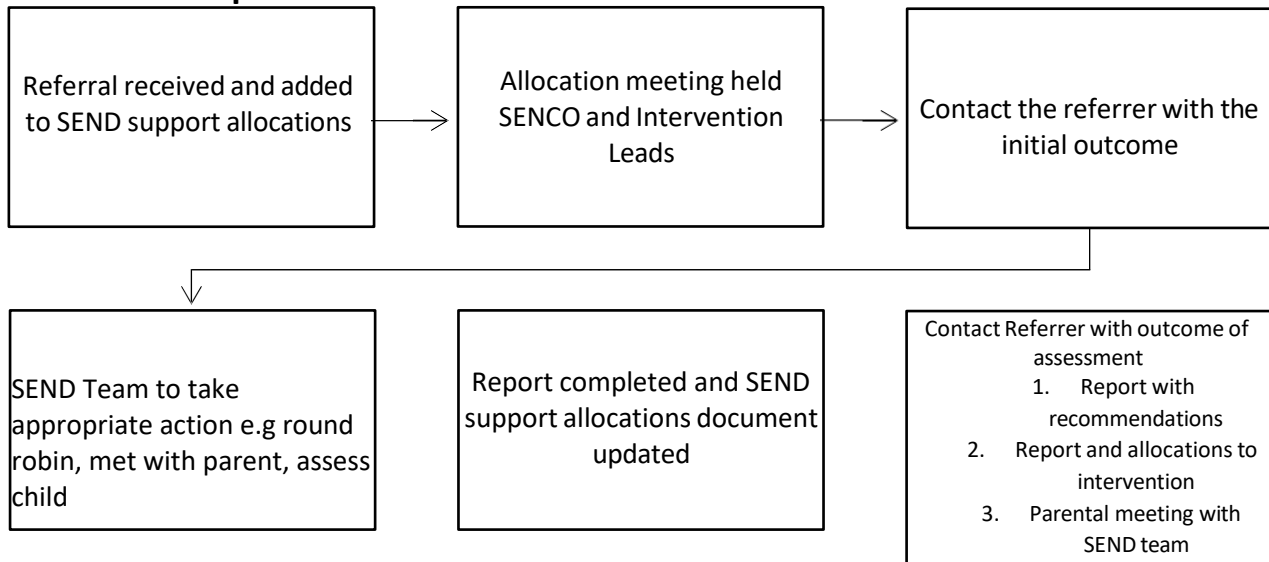 Referral received and added
to SEND support allocations
Allocation meeting held
SENCO and Intervention
Leads
Contact the referrer with the
initial outcome
SEND Team to take
appropriate action e.g round
robin, met with parent, assess
child
Report completed and SEND
support allocations document
updated
Contact Referrer with outcome of
assessment
1. Report with
recommendations
2. Report and allocations to
intervention
3. Parental meeting with
SEND team